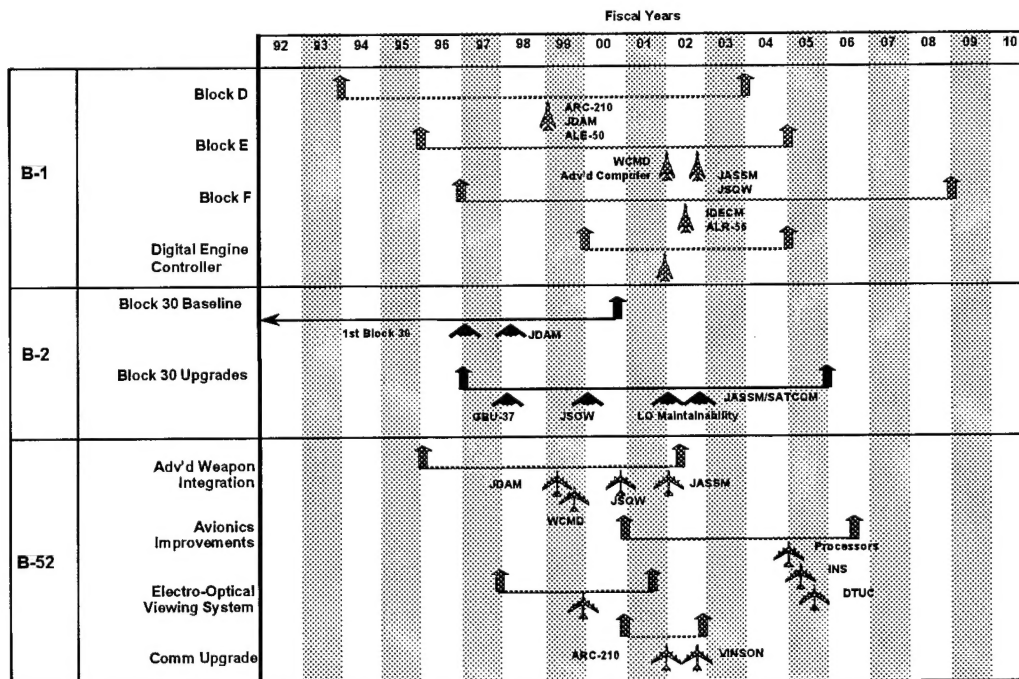 Fiscal Years
92 93 94 95 96 97 98 99 00 01 02 03 04 05 06 07 08 09 10
B-1
Block D
ARC-210
JDAM
ALE-50
Block E
WCMD
Adv'd Computer
JASSM
JSOW
Block F
IDECM
ALR-56
Digital Engine
Controller
B-2
Block 30 Baseline
1st Block 30
JDAM
Block 30 Upgrades
GBU-37
JSOW
LO Maintainability
JASSM/SATCOM
B-52
Adv'd Weapon
Integration
JDAM
WCMD
JSOW
JASSM
Avionics
Improvements
Processors
INS
DTUC
Electro-Optical
Viewing System
Comm Upgrade
ARC-210
VINSON